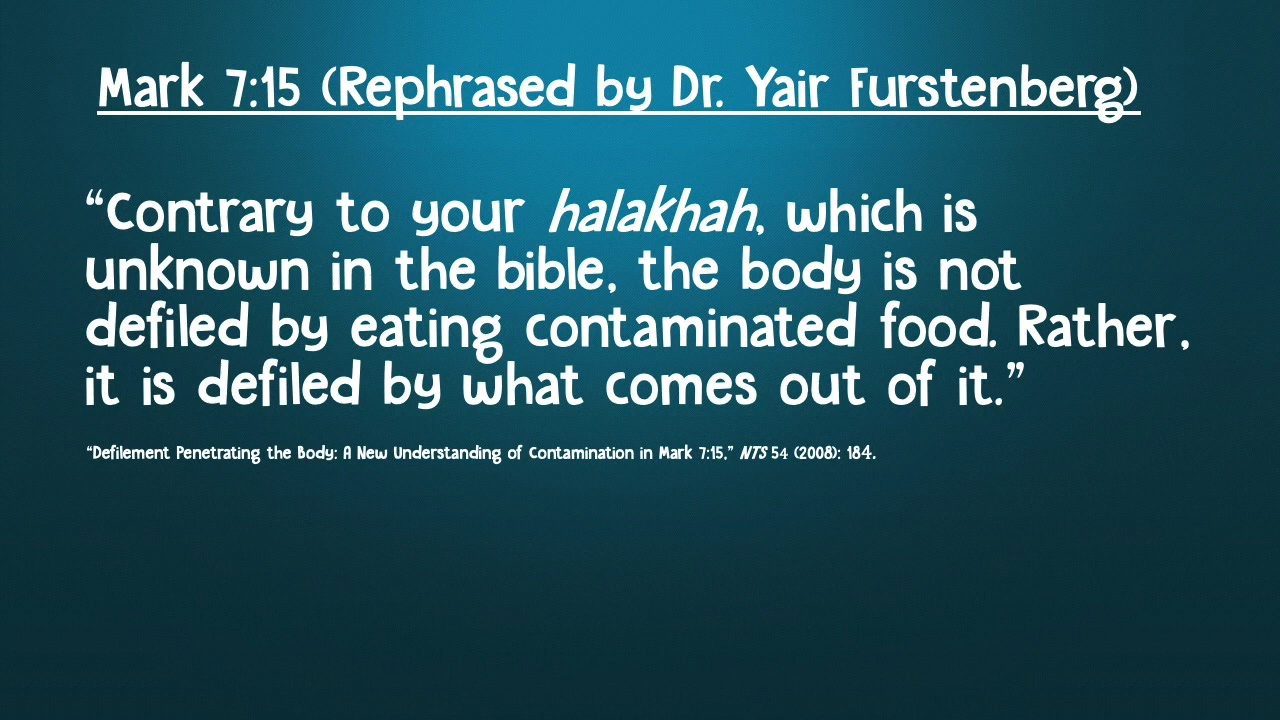 Mark 7:15 (Rephrased by Dr. Yair Furstenberg)
“Contrary to your halakhah, which is
unknown in the bible, the body is not
defiled by eating contaminated food. Rather,
it is defiled by what comes out of it.”
“Defilement Penetrating the Body: A New Understanding of Contamination in Mark 7:15,” NTS 54 (2008): 184.